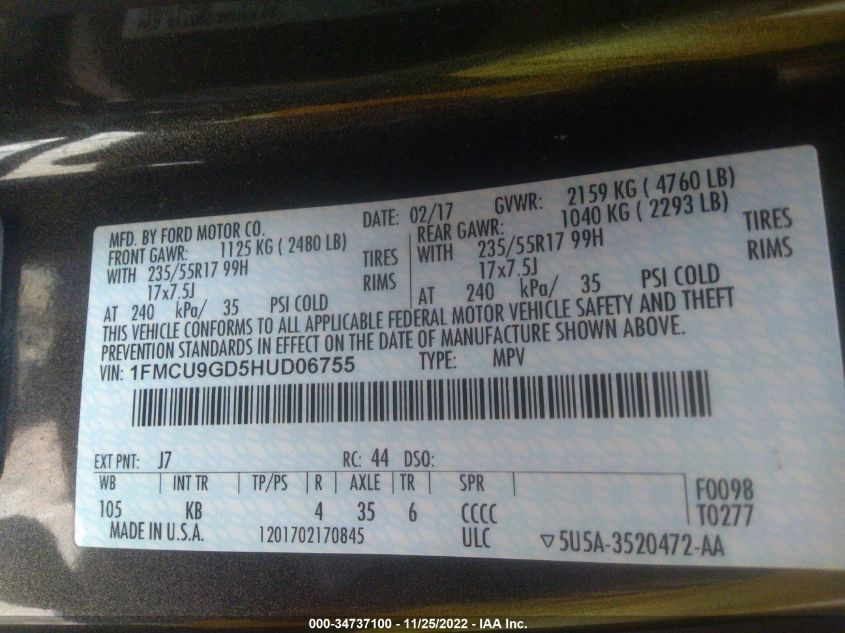 MFD. BY FORD MOTOR CO.
DATE: 02/17 GVWR: 2159 KG ( 4760 LB)
FRONT GAWR: 1125 KG ( 2480 LB)
REAR GAWR: 1040 KG ( 2293 LB)
WITH 235/55R17 99H TIRES
WITH 235/55R17 99H TIRES
17x7.5J RIMS
17x7.5J RIMS
AT 240 kPa/ 35 PSI COLD
AT 240 kPa/ 35 PSI COLD
THIS VEHICLE CONFORMS TO ALL APPLICABLE FEDERAL MOTOR VEHICLE SAFETY AND THEFT
PREVENTION STANDARDS IN EFFECT ON THE DATE OF MANUFACTURE SHOWN ABOVE.
VIN: 1FMCU9GD5HUD06755 TYPE: MPV
EXT PNT: J7 RC: 44 DSO:
WB INT TR TP/PS R AXLE TR SPR
105 KB 4 35 6 CCCC
F0098
T0277
MADE IN U.S.A. 1201702170845 ULC ▽5U5A-3520472-AA
000-34737100 - 11/25/2022 - IAA Inc.